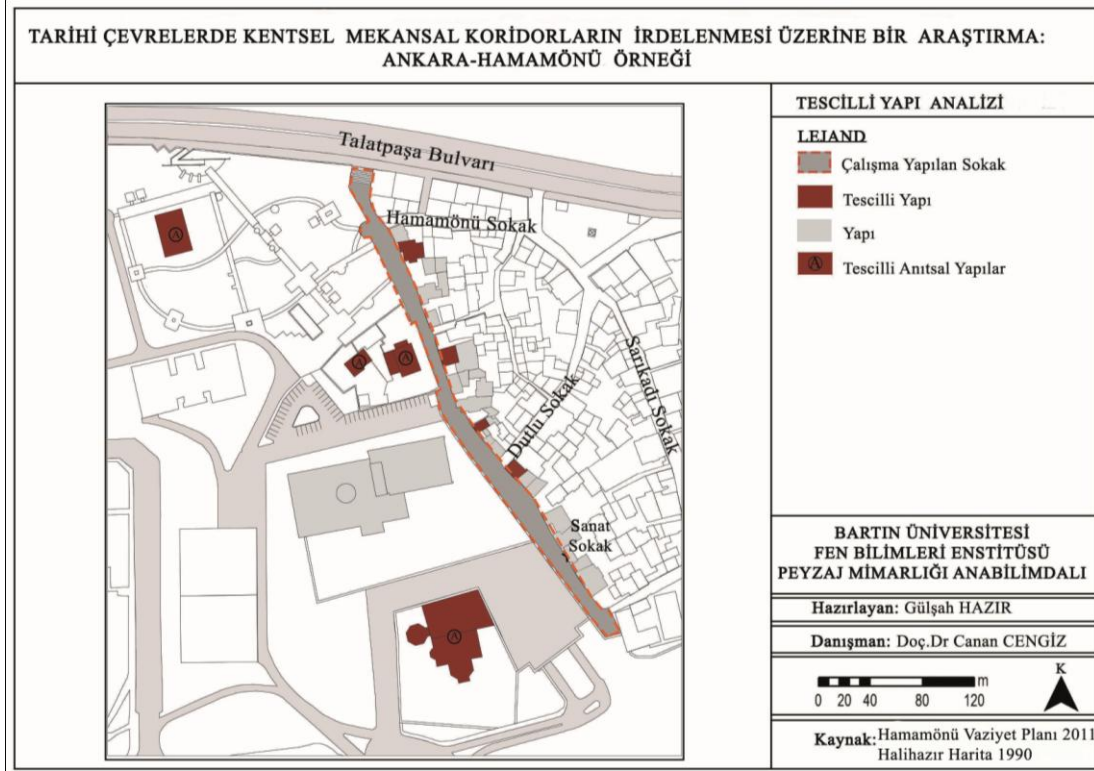 TARİHİ ÇEVRELERDE KENTSEL MEKANSAL KORİDORLARIN İRDELENMESİ ÜZERİNE BİR ARAŞTIRMA:
ANKARA-HAMAMÖNÜ ÖRNEĞİ
Talatpaşa Bulvarı
Hamamönü Sokak
A
Sarıkadı Sokak
A
A
Dutlu Sokak
Sanat
Sokak
A
TESCİLLİ YAPI ANALİZİ
LEJAND
Çalışma Yapılan Sokak
Tescilli Yapı
Yapı
A Tescilli Anıtsal Yapılar
BARTIN ÜNİVERSİTESİ
FEN BİLİMLERİ ENSTİTÜSÜ
PEYZAJ MİMARLIĞI ANABİLİMDALI
Hazırlayan: Gülşah HAZIR
Danışman: Doç.Dr Canan CENGİZ
K
m
0 20 40 80 120
Kaynak: Hamamönü Vaziyet Planı 2011
Halihazır Harita 1990